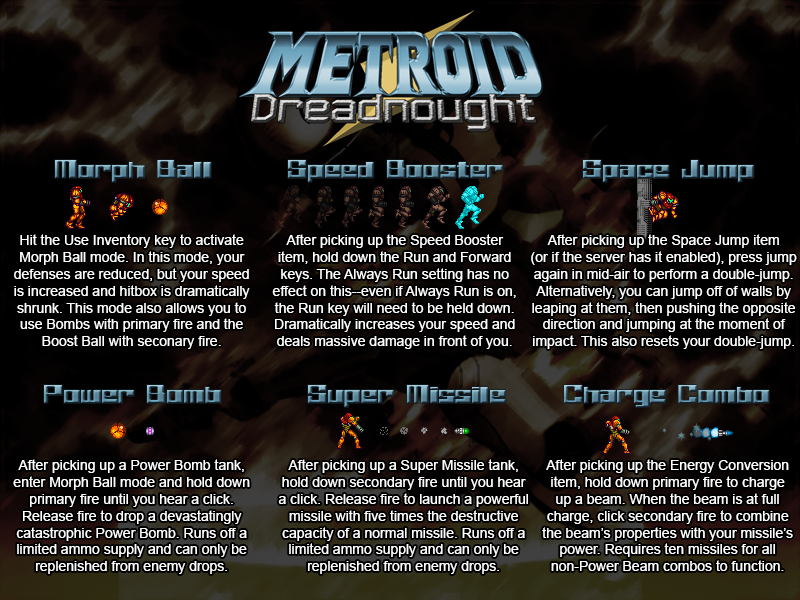 METROID
Dreadnought
Morph Ball
Hit the Use Inventory key to activate
Morph Ball mode. In this mode, your
defenses are reduced, but your speed
is increased and hitbox is dramatically
shrunk. This mode also allows you to
use Bombs with primary fire and the
Boost Ball with seconary fire.
Speed Booster
After picking up the Speed Booster
item, hold down the Run and Forward
keys. The Always Run setting has no
effect on this--even if Always Run is on,
the Run key will need to be held down.
Dramatically increases your speed and
deals massive damage in front of you.
Space Jump
After picking up the Space Jump item
(or if the server has it enabled), press jump
again in mid-air to perform a double-jump.
Alternatively, you can jump off of walls by
leaping at them, then pushing the opposite
direction and jumping at the moment of
impact. This also resets your double-jump.
Power Bomb
After picking up a Power Bomb tank,
enter Morph Ball mode and hold down
primary fire until you hear a click.
Release fire to drop a devastatingly
catastrophic Power Bomb. Runs off a
limited ammo supply and can only be
replenished from enemy drops.
Super Missile
After picking up a Super Missile tank,
hold down secondary fire until you hear
a click. Release fire to launch a powerful
missile with five times the destructive
capacity of a normal missile. Runs off a
limited ammo supply and can only be
replenished from enemy drops.
Charge Combo
After picking up the Energy Conversion
item, hold down primary fire to charge
up a beam. When the beam is at full
charge, click secondary fire to combine
the beam's properties with your missile's
power. Requires ten missiles for all
non-Power Beam combos to function.